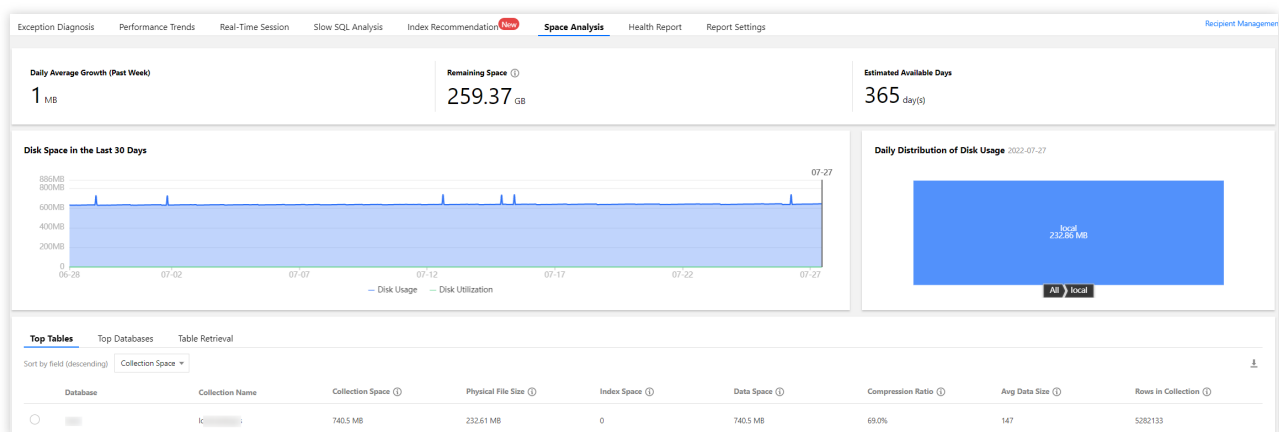 Exception Diagnosis Performance Trends Real-Time Session Slow SQL Analysis Index Recommendation New Space Analysis Health Report Report Settings Recipient Managemen
Daily Average Growth (Past Week) Remaining Space Estimated Available Days
1 MB 259.37 GB 365 day(s)
Disk Space in the Last 30 Days Daily Distribution of Disk Usage 2022-07-27
07-27
886MB
800MB
600MB
400MB
200MB
0
local
232.86 MB
06-28 07-02 07-07 07-12 07-17 07-22 07-27
Disk Usage Disk Utilization
All local
Top Tables Top Databases Table Retrieval
Sort by field (descending) Collection Space
Database Collection Name Collection Space Physical File Size Index Space Data Space Compression Ratio Avg Data Size Rows in Collection
740.5 MB 232.61 MB 0 740.5 MB 69.0% 147 5282133